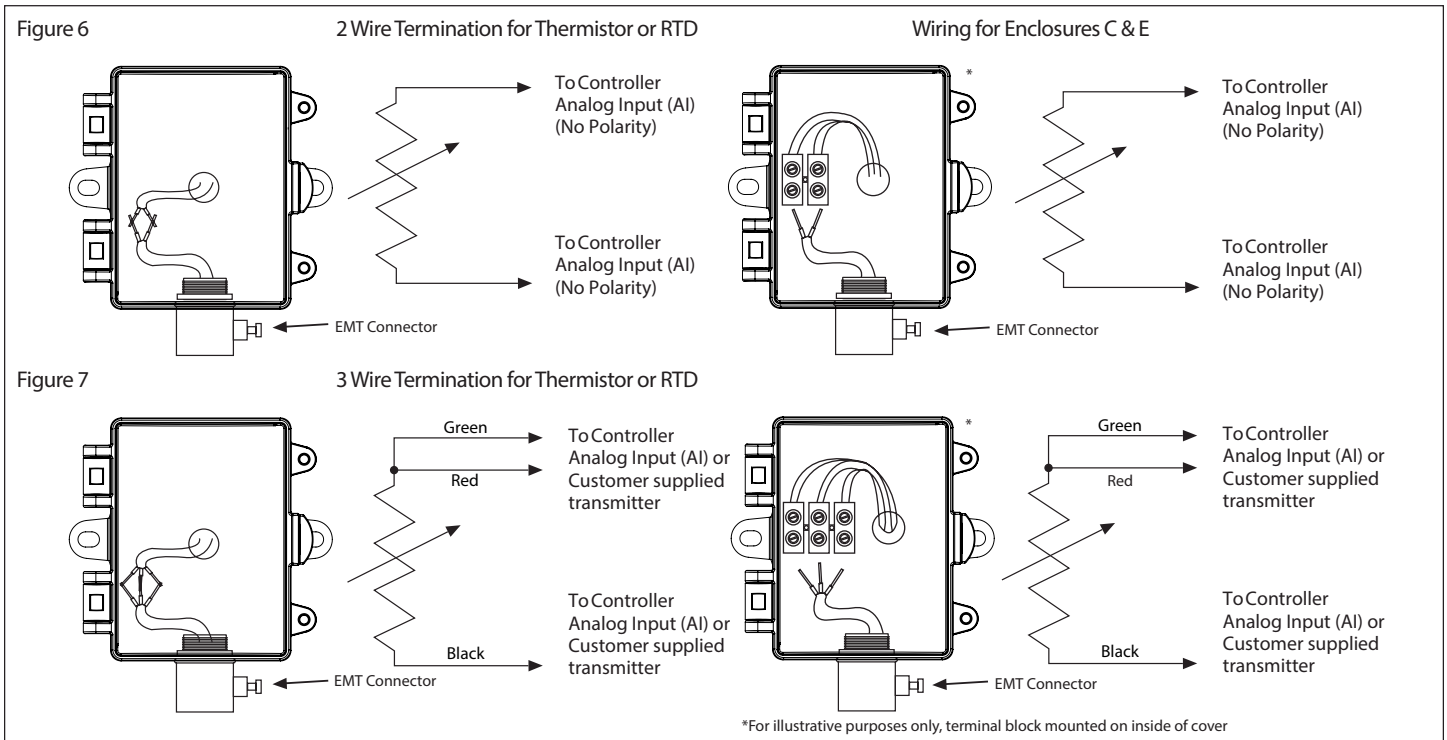 Figure 6
2 Wire Termination for Thermistor or RTD
Wiring for Enclosures C & E
To Controller
Analog Input (AI)
(No Polarity)
To Controller
Analog Input (AI)
(No Polarity)
EMT Connector
*
To Controller
Analog Input (AI)
(No Polarity)
To Controller
Analog Input (AI)
(No Polarity)
EMT Connector
Figure 7
3 Wire Termination for Thermistor or RTD
Green
Red
To Controller
Analog Input (AI) or
Customer supplied
transmitter
Black
To Controller
Analog Input (AI) or
Customer supplied
transmitter
EMT Connector
*
Green
Red
To Controller
Analog Input (AI) or
Customer supplied
transmitter
Black
To Controller
Analog Input (AI) or
Customer supplied
transmitter
EMT Connector
*For illustrative purposes only, terminal block mounted on inside of cover